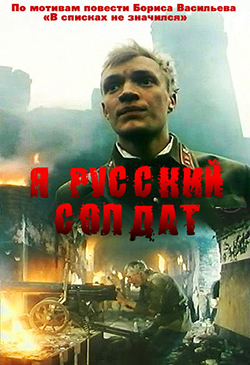 По мотивам повести Бориса Васильева
«В списках не значился»
Я РУССКИЙ
СОЛДАТ